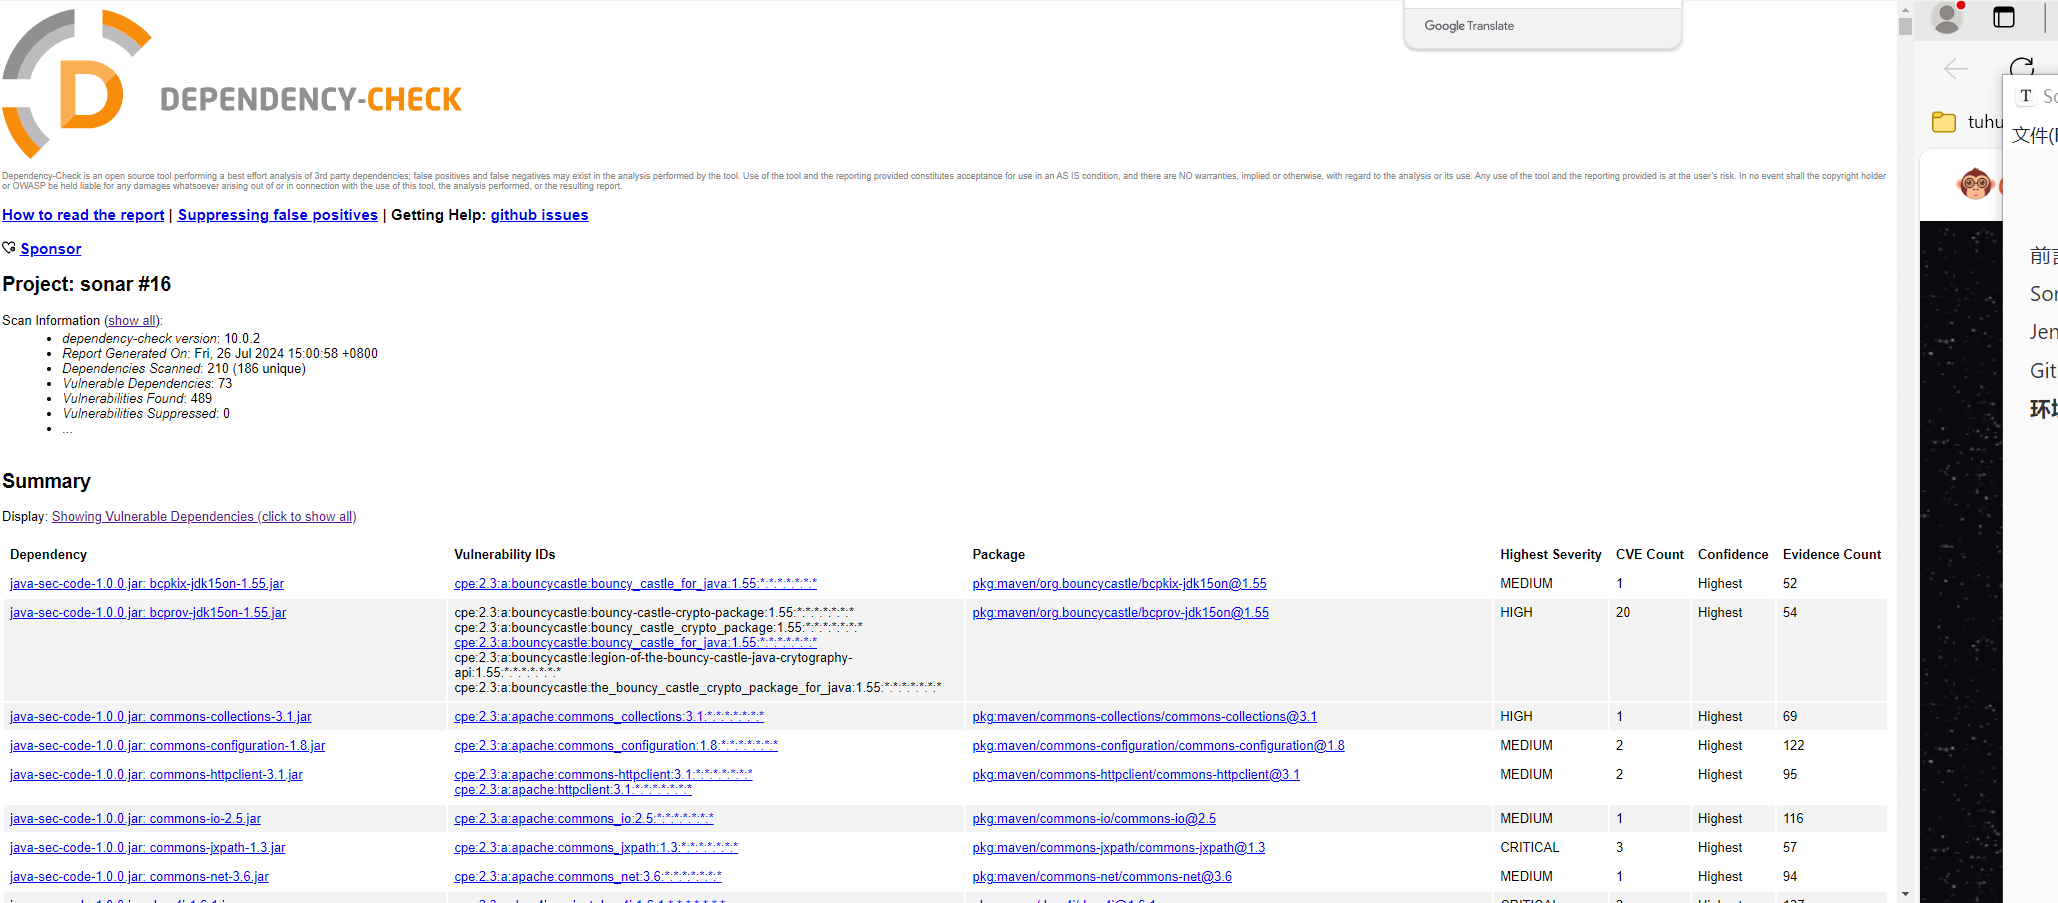 Google Translate
DEPENDENCY-CHECK
Dependency-Check is an open source tool performing a best effort analysis of 3rd party dependencies; false positives and false negatives may exist in the analysis performed by the tool. Use of the tool and the reporting provided constitutes acceptance for use in an AS IS condition, and there are NO warranties, implied or otherwise, with regard to the analysis or its use. Any use of the tool and the reporting provided is at the user's risk. In no event shall the copyright holder
or OWASP be held liable for any damages whatsoever arising out of or in connection with the use of this tool, the analysis performed, or the resulting report.
How to read the report | Suppressing false positives | Getting Help: github issues
Sponsor
Project: sonar #16
Scan Information (show all):
• dependency-check version: 10.0.2
• Report Generated On: Fri, 26 Jul 2024 15:00:58 +0800
• Dependencies Scanned: 210 (186 unique)
• Vulnerable Dependencies: 73
• Vulnerabilities Found: 489
• Vulnerabilities Suppressed: 0
• ...
Summary
Display: Showing Vulnerable Dependencies (click to show all)
Dependency Vulnerability IDs Package Highest Severity CVE Count Confidence Evidence Count
java-sec-code-1.0.0.jar: bcpkix-jdk15on-1.55.jar cpe:2.3:a:bouncycastle:bouncy_castle_for_java:1.55:*:*:*:*:*:*:* pkg:maven/org.bouncycastle/bcpkix-jdk15on@1.55 MEDIUM 1 Highest 52
java-sec-code-1.0.0.jar: bcprov-jdk15on-1.55.jar cpe:2.3:a:bouncycastle:bouncy-castle-crypto-package:1.55:*:*:*:*:*:*:* pkg:maven/org.bouncycastle/bcprov-jdk15on@1.55 HIGH 20 Highest 54
cpe:2.3:a:bouncycastle:bouncy_castle_crypto_package:1.55:*:*:*:*:*:*:*
cpe:2.3:a:bouncycastle:bouncy_castle_for_java:1.55:*:*:*:*:*:*:*
cpe:2.3:a:bouncycastle:legion-of-the-bouncy-castle-java-crytography-
api:1.55:*:*:*:*:*:*:*
cpe:2.3:a:bouncycastle:the_bouncy_castle_crypto_package_for_java:1.55:*:*:*:*:*:*:*
java-sec-code-1.0.0.jar: commons-collections-3.1.jar cpe:2.3:a:apache:commons_collections:3.1:*:*:*:*:*:*:* pkg:maven/commons-collections/commons-collections@3.1 HIGH 1 Highest 69
java-sec-code-1.0.0.jar: commons-configuration-1.8.jar cpe:2.3:a:apache:commons_configuration:1.8:*:*:*:*:*:*:* pkg:maven/commons-configuration/commons-configuration@1.8 MEDIUM 2 Highest 122
java-sec-code-1.0.0.jar: commons-httpclient-3.1.jar cpe:2.3:a:apache:commons-httpclient:3.1:*:*:*:*:*:*:* pkg:maven/commons-httpclient/commons-httpclient@3.1 MEDIUM 2 Highest 95
cpe:2.3:a:apache:httpclient:3.1:*:*:*:*:*:*:*
java-sec-code-1.0.0.jar: commons-io-2.5.jar cpe:2.3:a:apache:commons_io:2.5:*:*:*:*:*:*:* pkg:maven/commons-io/commons-io@2.5 MEDIUM 1 Highest 116
java-sec-code-1.0.0.jar: commons-jxpath-1.3.jar cpe:2.3:a:apache:commons_jxpath:1.3:*:*:*:*:*:*:* pkg:maven/commons-jxpath/commons-jxpath@1.3 CRITICAL 3 Highest 57
java-sec-code-1.0.0.jar: commons-net-3.6.jar cpe:2.3:a:apache:commons_net:3.6:*:*:*:*:*:*:* pkg:maven/commons-net/commons-net@3.6 MEDIUM 1 Highest 94
T
tuhu
文件(
前
Sor
Jen
Git